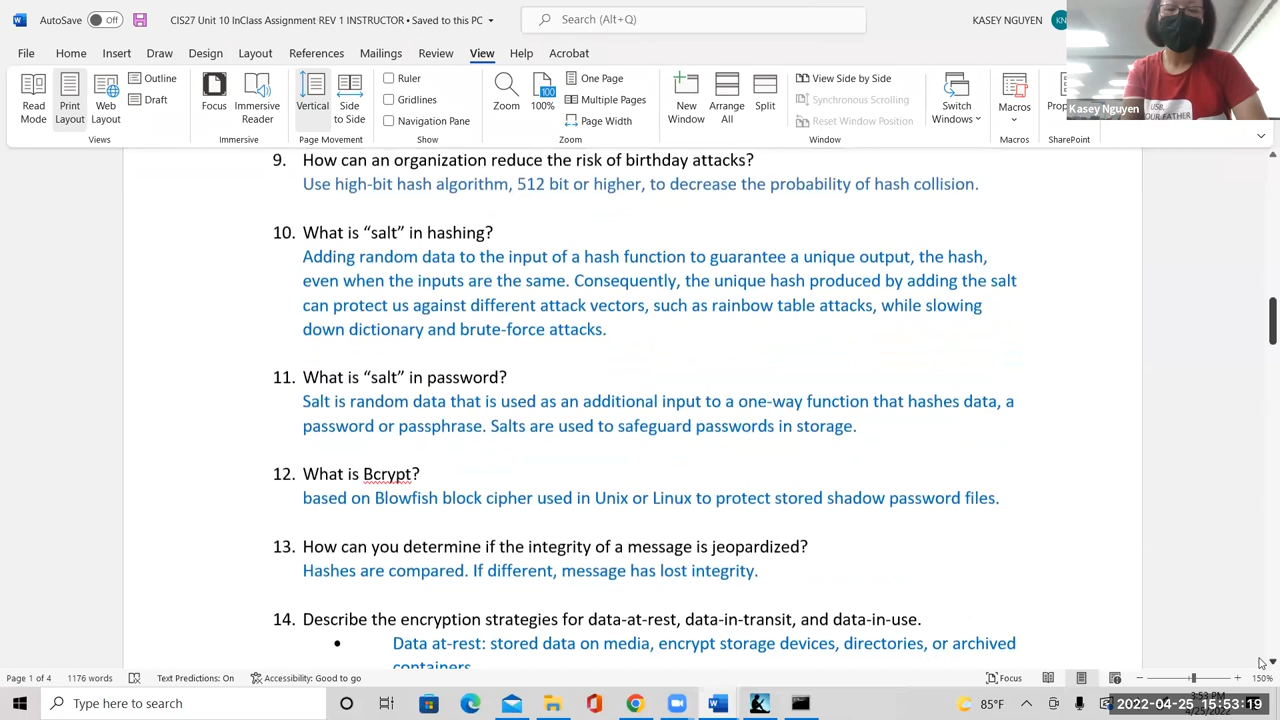 AutoSave Off CIS27 Unit 10 InClass Assignment REV 1 INSTRUCTOR • Saved to this PC Search (Alt+Q) KASEY NGUYEN KN
File Home Insert Draw Design Layout References Mailings Review View Help Acrobat
Read Mode
Print Layout
Web Layout
Outline
Draft
Views
Focus
Immersive Reader
Immersive
Vertical
Side to Side
Page Movement
Ruler
Gridlines
Navigation Pane
Show
Zoom
100
100%
One Page
Multiple Pages
Page Width
Zoom
New Window
Arrange All
Split
View Side by Side
Synchronous Scrolling
Reset Window Position
Window
Switch Windows
Macros
Macros
SharePoint
Kasey Nguyen
9. How can an organization reduce the risk of birthday attacks?
Use high-bit hash algorithm, 512 bit or higher, to decrease the probability of hash collision.
10. What is “salt” in hashing?
Adding random data to the input of a hash function to guarantee a unique output, the hash,
even when the inputs are the same. Consequently, the unique hash produced by adding the salt
can protect us against different attack vectors, such as rainbow table attacks, while slowing
down dictionary and brute-force attacks.
11. What is “salt” in password?
Salt is random data that is used as an additional input to a one-way function that hashes data, a
password or passphrase. Salts are used to safeguard passwords in storage.
12. What is Bcrypt?
based on Blowfish block cipher used in Unix or Linux to protect stored shadow password files.
13. How can you determine if the integrity of a message is jeopardized?
Hashes are compared. If different, message has lost integrity.
14. Describe the encryption strategies for data-at-rest, data-in-transit, and data-in-use.
• Data at-rest: stored data on media, encrypt storage devices, directories, or archived
containers
Page 1 of 4 1176 words Text Predictions: On Accessibility: Good to go Focus 150%
Type here to search 85°F 3:53 PM
2022-04-25 15:53:19